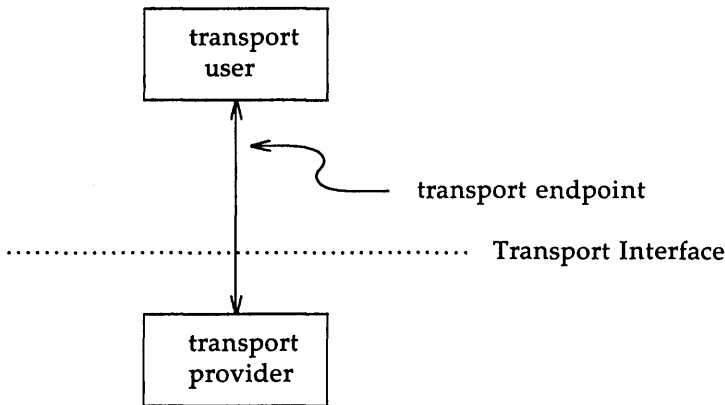 transport
user
transport endpoint
Transport Interface
transport
provider